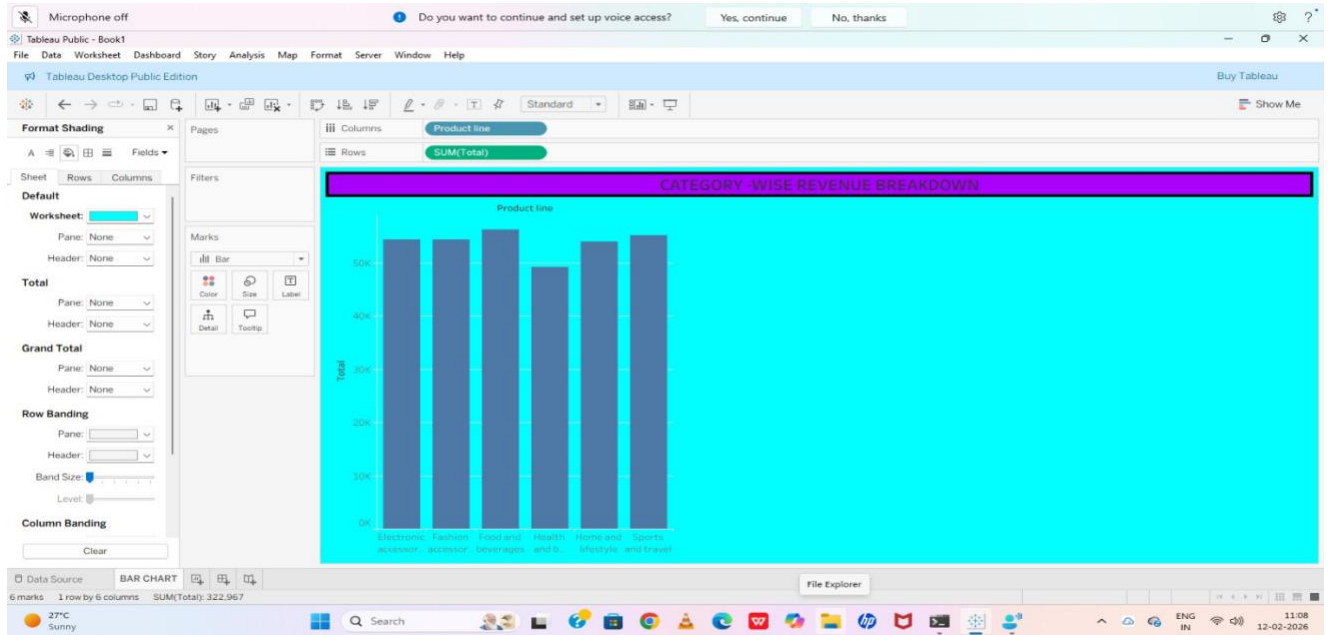 Microphone off
Do you want to continue and set up voice access?
Yes, continue
No, thanks
Tableau Public - Book1
File Data Worksheet Dashboard Story Analysis Map Format Server Window Help
Tableau Desktop Public Edition
Buy Tableau
Standard
Show Me
Format Shading
Fields
Sheet Rows Columns
Default
Worksheet:
Pane: None
Header: None
Total
Pane: None
Header: None
Grand Total
Pane: None
Header: None
Row Banding
Pane:
Header:
Band Size:
Level:
Column Banding
Clear
Pages
Filters
Marks
Bar
Color Size Label
Detail Tooltip
Columns
Product line
Rows
SUM(Total)
CATEGORY -WISE REVENUE BREAKDOWN
Product line
Total
50K
40K
30K
20K
10K
0K
Electronic accessor..
Fashion accessor..
Food and beverages
Health and b..
Home and lifestyle
Sports and travel
Data Source
BAR CHART
6 marks 1 row by 6 columns SUM(Total): 322,967
File Explorer
27°C
Sunny
Search
ENG
IN
11:08
12-02-2026